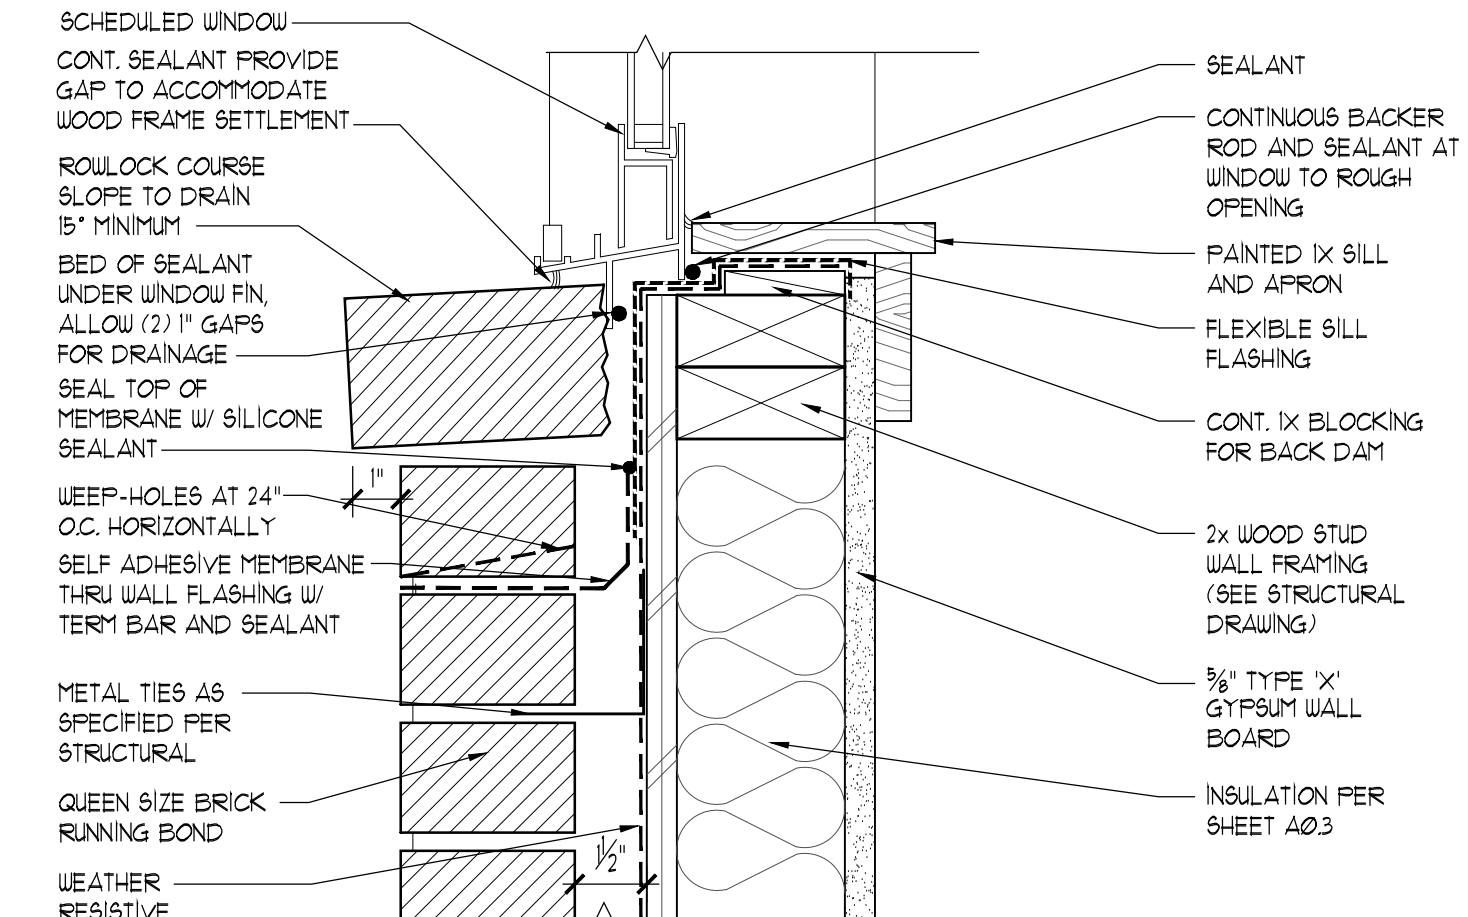 SCHEDULED WINDOW
CONT. SEALANT PROVIDE
GAP TO ACCOMMODATE
WOOD FRAME SETTLEMENT
ROWLOCK COURSE
SLOPE TO DRAIN
15° MINIMUM
BED OF SEALANT
UNDER WINDOW FIN,
ALLOW (2) 1" GAPS
FOR DRAINAGE
SEAL TOP OF
MEMBRANE W/ SILICONE
SEALANT
1"
WEEP-HOLES AT 24"
O.C. HORIZONTALLY
SELF ADHESIVE MEMBRANE
THRU WALL FLASHING W/
TERM BAR AND SEALANT
METAL TIES AS
SPECIFIED PER
STRUCTURAL
QUEEN SIZE BRICK
RUNNING BOND
1 1/2"
WEATHER
RESISTIVE
SEALANT
CONTINUOUS BACKER
ROD AND SEALANT AT
WINDOW TO ROUGH
OPENING
PAINTED 1X SILL
AND APRON
FLEXIBLE SILL
FLASHING
CONT. 1X BLOCKING
FOR BACK DAM
2x WOOD STUD
WALL FRAMING
(SEE STRUCTURAL
DRAWING)
5/8" TYPE 'X'
GYPSUM WALL
BOARD
INSULATION PER
SHEET A0.3